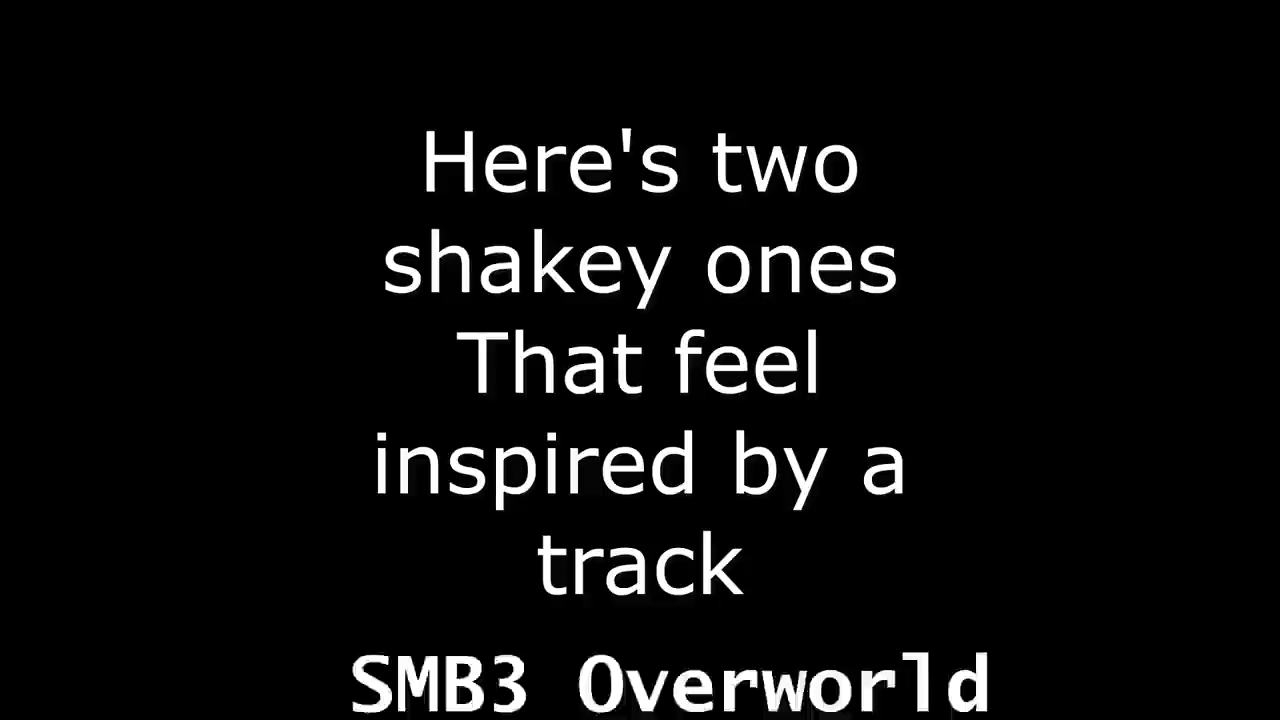 Here's two
shakey ones
That feel
inspired by a
track
SMB3 Overworld